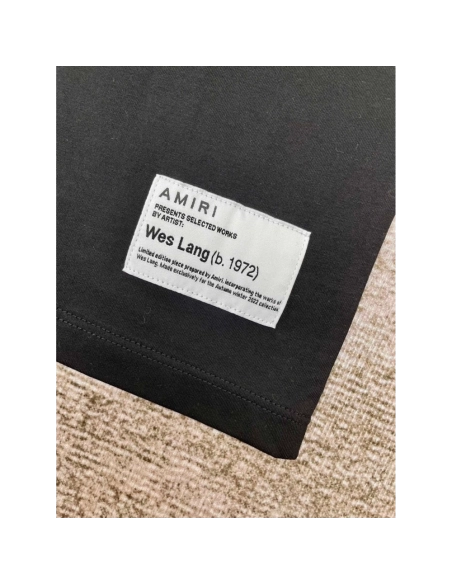 AMIRI
PRESENTS SELECTED WORKS
BY ARTIST:
Wes Lang (b. 1972)
Limited edition piece prepared by Amiri, incorporating the works of
Wes Lang. Made exclusively for the Autumn winter 2022 collection